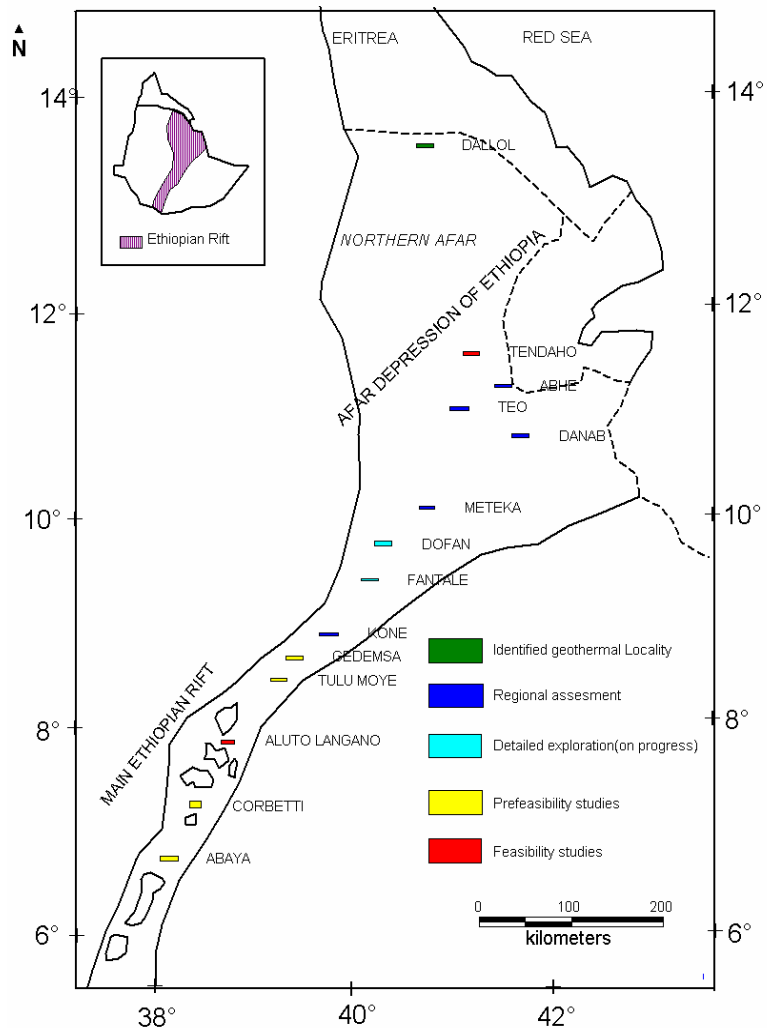 N
ERITREA
RED SEA
14°
14°
DALLOL
Ethiopian Rift
NORTHERN AFAR
AFAR DEPRESSION OF ETHIOPIA
12°
12°
TENDAHO
ABHE
TEO
DANAB
METEKA
10°
10°
DOFAN
FANTALE
KONE
GEDEMSA
TULU MOYE
MAIN ETHIOPIAN RIFT
8°
8°
ALUTO LANGANO
CORBETTI
ABAYA
6°
6°
Identified geothermal Locality
Regional assesment
Detailed exploration(on progress)
Prefeasibility studies
Feasibility studies
0 100 200
kilometers
38° 40° 42°